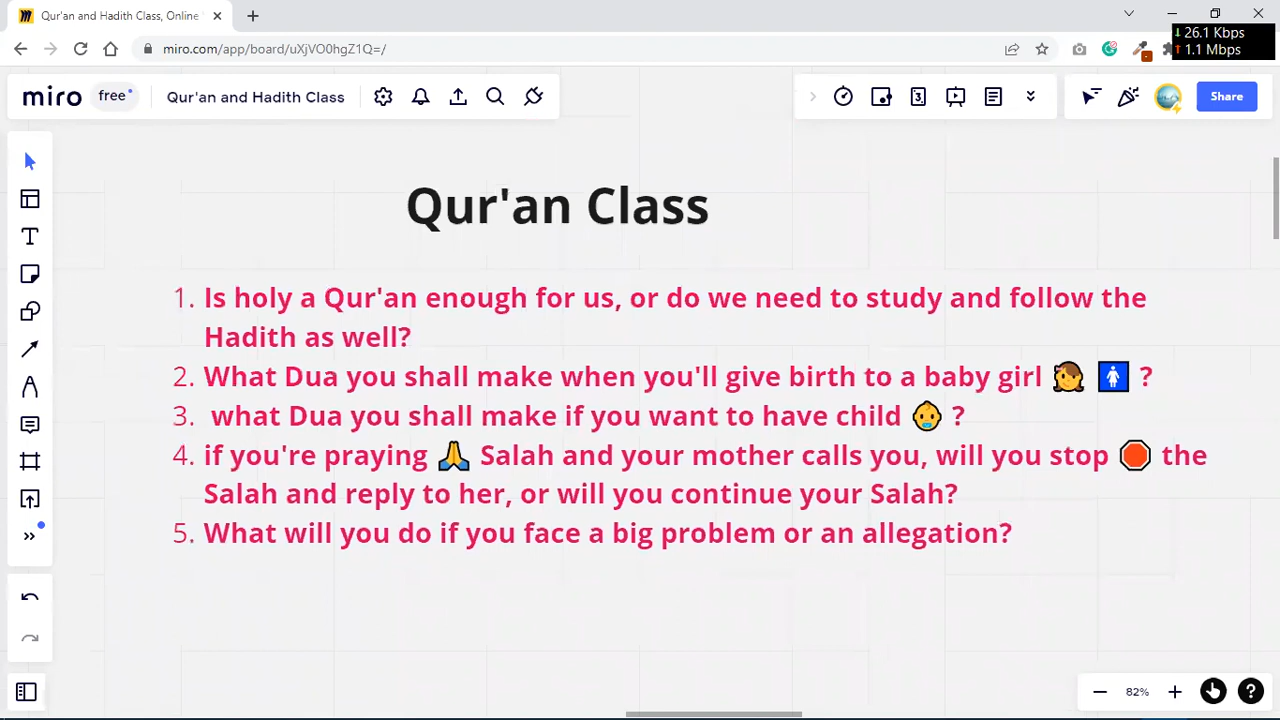 Qur'an and Hadith Class, Online
miro.com/app/board/uXjVO0hgZ1Q=/
26.1 Kbps
1.1 Mbps
miro free Qur'an and Hadith Class
Share
Qur'an Class
1. Is holy a Qur'an enough for us, or do we need to study and follow the
Hadith as well?
2. What Dua you shall make when you'll give birth to a baby girl 👧 🚺 ?
3. what Dua you shall make if you want to have child 👶 ?
4. if you're praying 🙏 Salah and your mother calls you, will you stop 🛑 the
Salah and reply to her, or will you continue your Salah?
5. What will you do if you face a big problem or an allegation?
82%